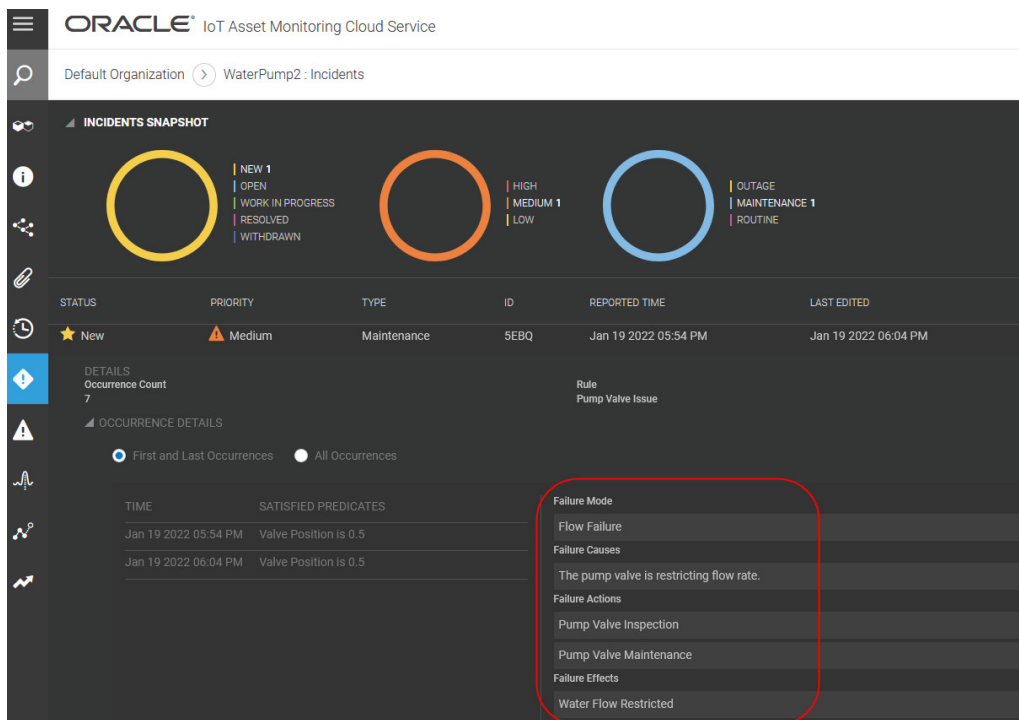 ORACLE® IoT Asset Monitoring Cloud Service
Default Organization > WaterPump2 : Incidents
INCIDENTS SNAPSHOT
NEW 1
OPEN
WORK IN PROGRESS
RESOLVED
WITHDRAWN
HIGH
MEDIUM 1
LOW
OUTAGE
MAINTENANCE 1
ROUTINE
STATUS PRIORITY TYPE ID REPORTED TIME LAST EDITED
New Medium Maintenance 5EBQ Jan 19 2022 05:54 PM Jan 19 2022 06:04 PM
DETAILS
Occurrence Count
7
Rule
Pump Valve Issue
OCCURRENCE DETAILS
First and Last Occurrences All Occurrences
TIME SATISFIED PREDICATES
Jan 19 2022 05:54 PM Valve Position is 0.5
Jan 19 2022 06:04 PM Valve Position is 0.5
Failure Mode
Flow Failure
Failure Causes
The pump valve is restricting flow rate.
Failure Actions
Pump Valve Inspection
Pump Valve Maintenance
Failure Effects
Water Flow Restricted